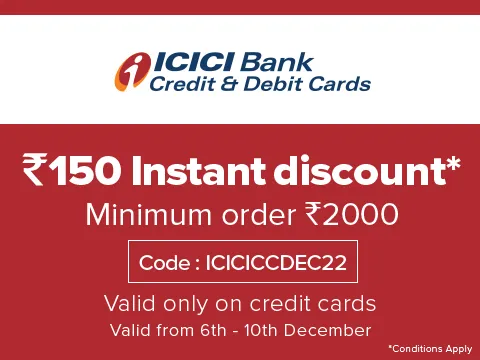 ICICI Bank
Credit & Debit Cards
₹150 Instant discount*
Minimum order ₹2000
Code : ICICICCDEC22
Valid only on credit cards
Valid from 6th - 10th December
*Conditions Apply